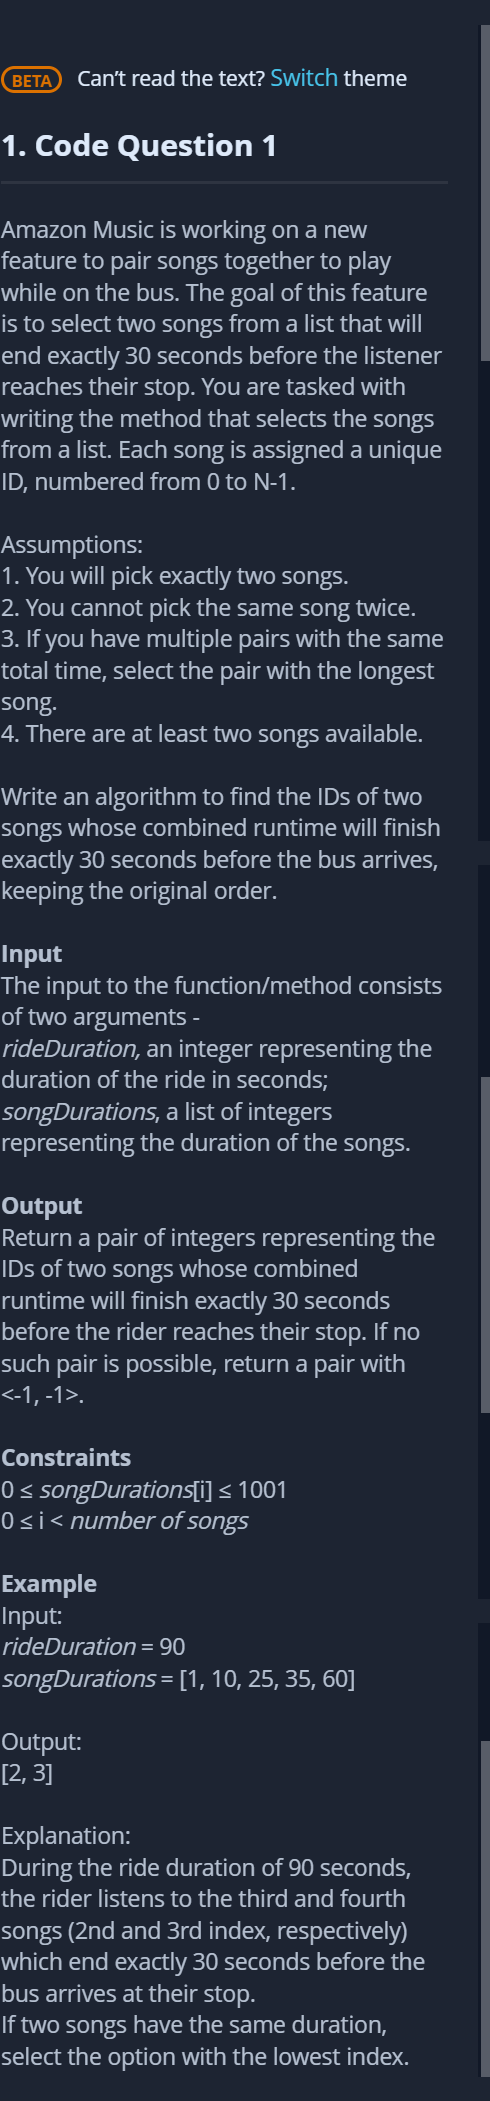 BETA Can’t read the text? Switch theme
1. Code Question 1
Amazon Music is working on a new
feature to pair songs together to play
while on the bus. The goal of this feature
is to select two songs from a list that will
end exactly 30 seconds before the listener
reaches their stop. You are tasked with
writing the method that selects the songs
from a list. Each song is assigned a unique
ID, numbered from 0 to N-1.
Assumptions:
1. You will pick exactly two songs.
2. You cannot pick the same song twice.
3. If you have multiple pairs with the same
total time, select the pair with the longest
song.
4. There are at least two songs available.
Write an algorithm to find the IDs of two
songs whose combined runtime will finish
exactly 30 seconds before the bus arrives,
keeping the original order.
Input
The input to the function/method consists
of two arguments -
rideDuration, an integer representing the
duration of the ride in seconds;
songDurations, a list of integers
representing the duration of the songs.
Output
Return a pair of integers representing the
IDs of two songs whose combined
runtime will finish exactly 30 seconds
before the rider reaches their stop. If no
such pair is possible, return a pair with
<-1, -1>.
Constraints
0 ≤ songDurations[i] ≤ 1001
0 ≤ i < number of songs
Example
Input:
rideDuration = 90
songDurations = [1, 10, 25, 35, 60]
Output:
[2, 3]
Explanation:
During the ride duration of 90 seconds,
the rider listens to the third and fourth
songs (2nd and 3rd index, respectively)
which end exactly 30 seconds before the
bus arrives at their stop.
If two songs have the same duration,
select the option with the lowest index.